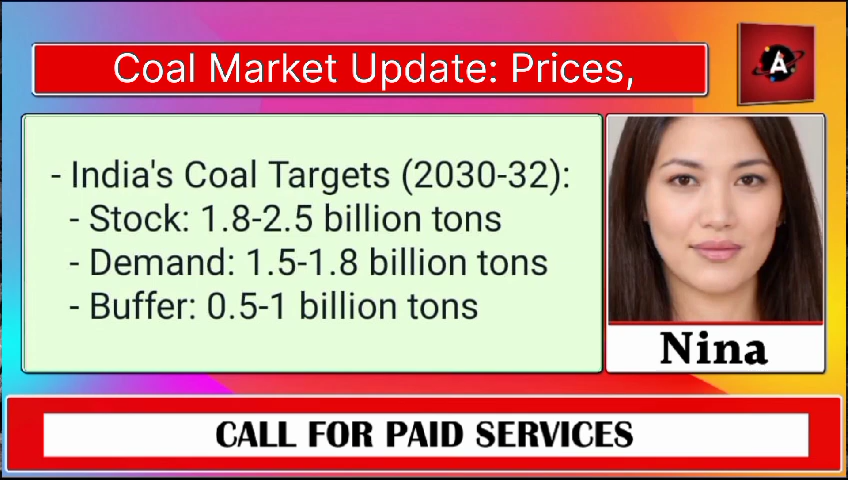 Coal Market Update: Prices,
A
- India's Coal Targets (2030-32):
- Stock: 1.8-2.5 billion tons
- Demand: 1.5-1.8 billion tons
- Buffer: 0.5-1 billion tons
Nina
CALL FOR PAID SERVICES